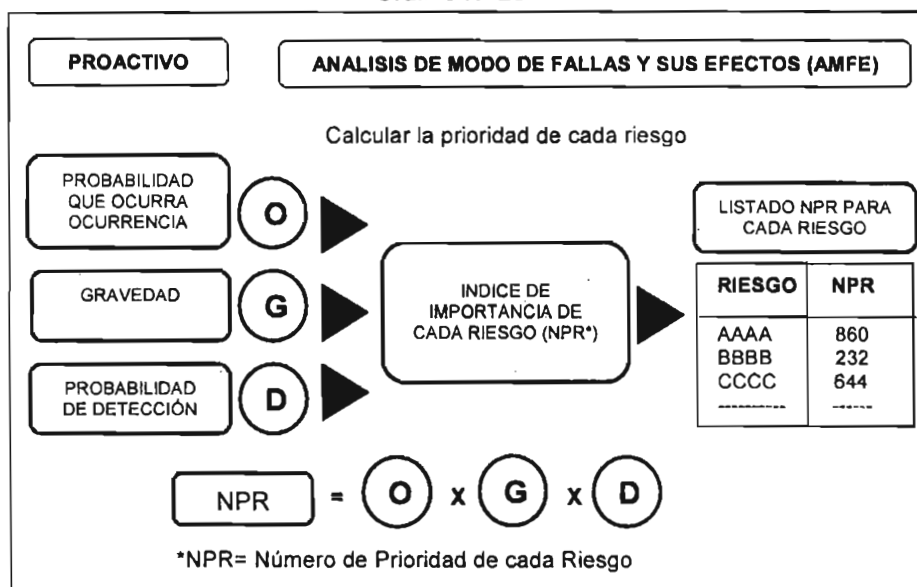 PROACTIVO
ANALISIS DE MODO DE FALLAS Y SUS EFECTOS (AMFE)
Calcular la prioridad de cada riesgo
PROBABILIDAD
QUE OCURRA
OCURRENCIA
O
GRAVEDAD
G
PROBABILIDAD
DE DETECCIÓN
D
INDICE DE
IMPORTANCIA DE
CADA RIESGO (NPR*)
LISTADO NPR PARA
CADA RIESGO
RIESGO NPR
AAAA 860
BBBB 232
CCCC 644
---------- ------
NPR = O x G x D
*NPR= Número de Prioridad de cada Riesgo